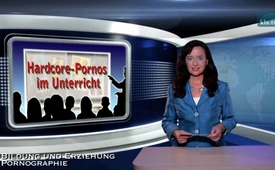 Hardcore-Pornos
im Unterricht
BILDUNG UND ERZIEHUNG
PORNOGRAPHIE